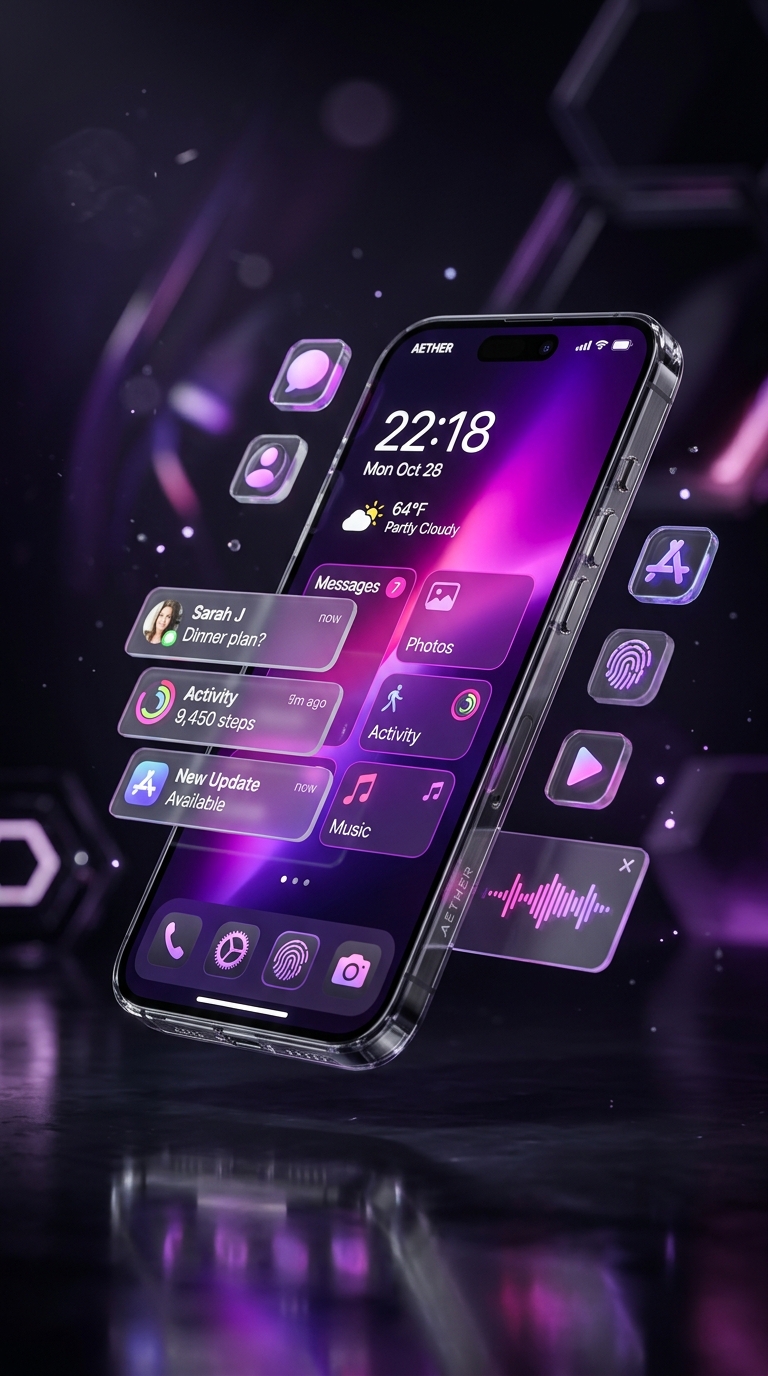 AETHER
22:18
Mon Oct 28
64°F
Partly Cloudy
Messages 7
Photos
Sarah J now
Dinner plan?
Activity 9m ago
9,450 steps
Activity
New Update now
Available
Music
AETHER